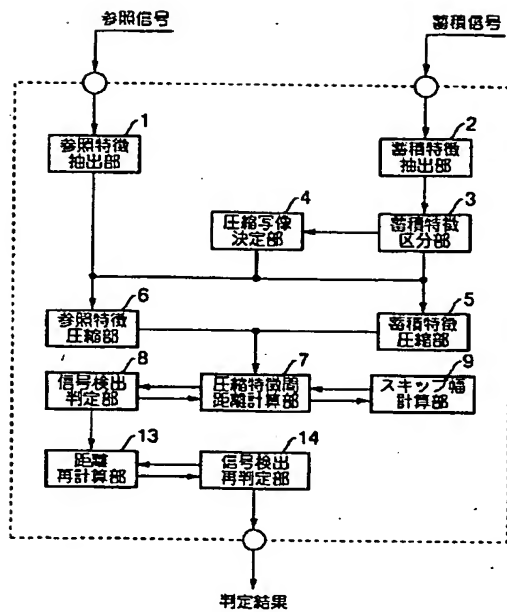 参照信号
蓄積信号
1
参照特徴
抽出部
2
蓄積特徴
抽出部
4
圧縮写像
決定部
3
蓄積特徴
区分部
6
参照特徴
圧縮部
5
蓄積特徴
圧縮部
8
信号検出
判定部
7
圧縮特徴間
距離計算部
9
スキップ幅
計算部
13
距離
再計算部
14
信号検出
再判定部
判定結果